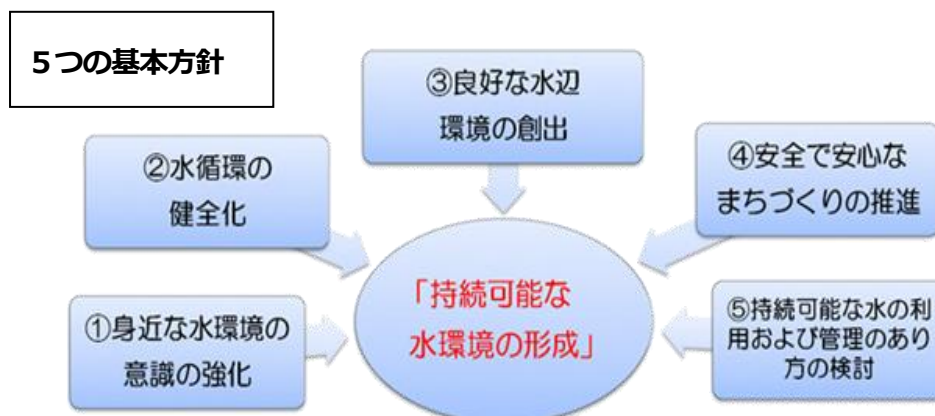 ５つの基本方針
③良好な水辺
環境の創出
②水循環の
健全化
④安全で安心な
まちづくりの推進
①身近な水環境の
意識の強化
「持続可能な
水環境の形成」
⑤持続可能な水の利
用および管理のあり
方の検討